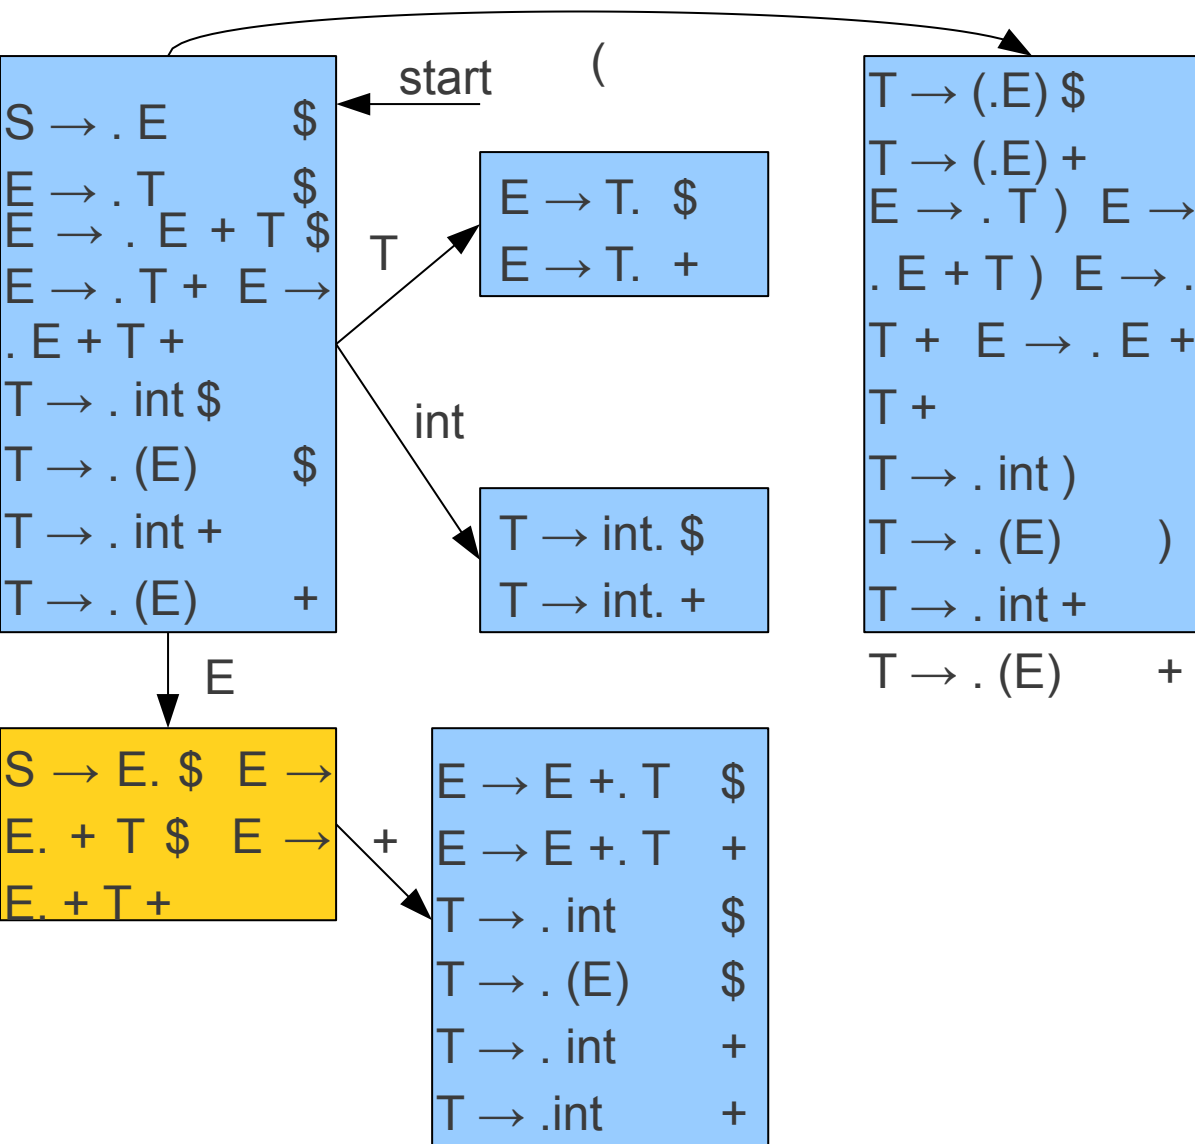 start
(
S → . E $
E → . T $
E → . E + T $
E → . T + E →
. E + T +
T → . int $
T → . (E) $
T → . int +
T → . (E) +
T
E → T. $
E → T. +
int
T → int. $
T → int. +
T → (.E) $
T → (.E) +
E → . T ) E →
. E + T ) E → .
T + E → . E +
T +
T → . int )
T → . (E) )
T → . int +
T → . (E) +
E
S → E. $ E →
E. + T $ E →
E. + T +
+
E → E +. T $
E → E +. T +
T → . int $
T → . (E) $
T → . int +
T → .int +